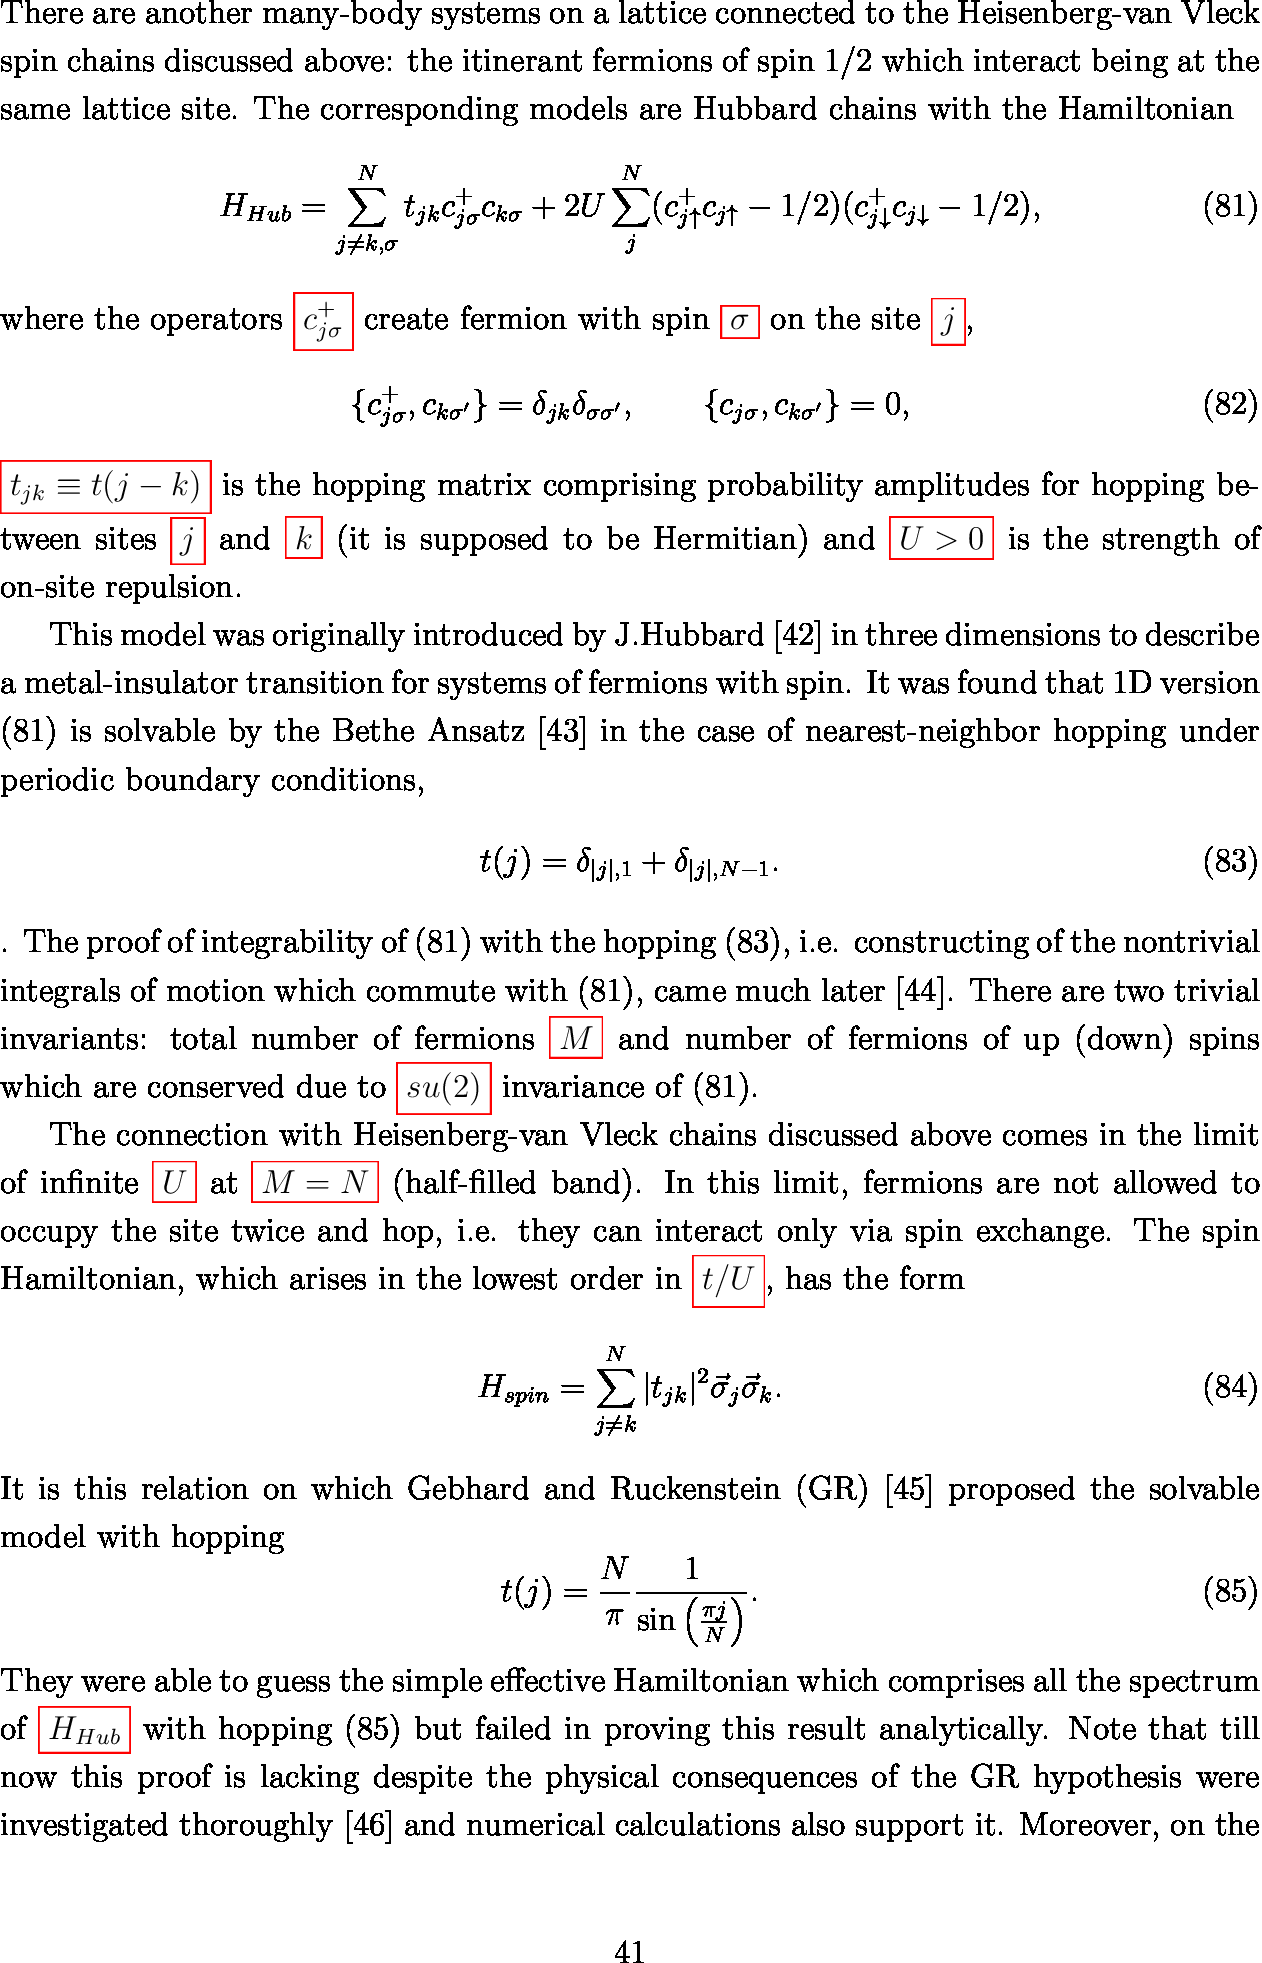 There are another many-body systems on a lattice connected to the Heisenberg-van Vleck
spin chains discussed above: the itinerant fermions of spin 1/2 which interact being at the
same lattice site. The corresponding models are Hubbard chains with the Hamiltonian
$H_{Hub} = \sum_{j \neq k, \sigma}^{N} t_{jk} c_{j\sigma}^{+} c_{k\sigma} + 2U \sum_{j}^{N} (c_{j\uparrow}^{+} c_{j\uparrow} - 1/2)(c_{j\downarrow}^{+} c_{j\downarrow} - 1/2),$ (81)
where the operators $c_{j\sigma}^{+}$ create fermion with spin $\sigma$ on the site $j$,
$\{c_{j\sigma}^{+}, c_{k\sigma'}\} = \delta_{jk} \delta_{\sigma\sigma'}, \quad \{c_{j\sigma}, c_{k\sigma'}\} = 0,$ (82)
$t_{jk} \equiv t(j-k)$ is the hopping matrix comprising probability amplitudes for hopping be-
tween sites $j$ and $k$ (it is supposed to be Hermitian) and $U > 0$ is the strength of
on-site repulsion.
This model was originally introduced by J.Hubbard [42] in three dimensions to describe
a metal-insulator transition for systems of fermions with spin. It was found that 1D version
(81) is solvable by the Bethe Ansatz [43] in the case of nearest-neighbor hopping under
periodic boundary conditions,
$t(j) = \delta_{|j|,1} + \delta_{|j|,N-1}.$ (83)
. The proof of integrability of (81) with the hopping (83), i.e. constructing of the nontrivial
integrals of motion which commute with (81), came much later [44]. There are two trivial
invariants: total number of fermions $M$ and number of fermions of up (down) spins
which are conserved due to $su(2)$ invariance of (81).
The connection with Heisenberg-van Vleck chains discussed above comes in the limit
of infinite $U$ at $M = N$ (half-filled band). In this limit, fermions are not allowed to
occupy the site twice and hop, i.e. they can interact only via spin exchange. The spin
Hamiltonian, which arises in the lowest order in $t/U$, has the form
$H_{spin} = \sum_{j \neq k}^{N} |t_{jk}|^2 \vec{\sigma}_j \vec{\sigma}_k.$ (84)
It is this relation on which Gebhard and Ruckenstein (GR) [45] proposed the solvable
model with hopping
$t(j) = \frac{N}{\pi} \frac{1}{\sin\left(\frac{\pi j}{N}\right)}.$ (85)
They were able to guess the simple effective Hamiltonian which comprises all the spectrum
of $H_{Hub}$ with hopping (85) but failed in proving this result analytically. Note that till
now this proof is lacking despite the physical consequences of the GR hypothesis were
investigated thoroughly [46] and numerical calculations also support it. Moreover, on the
41